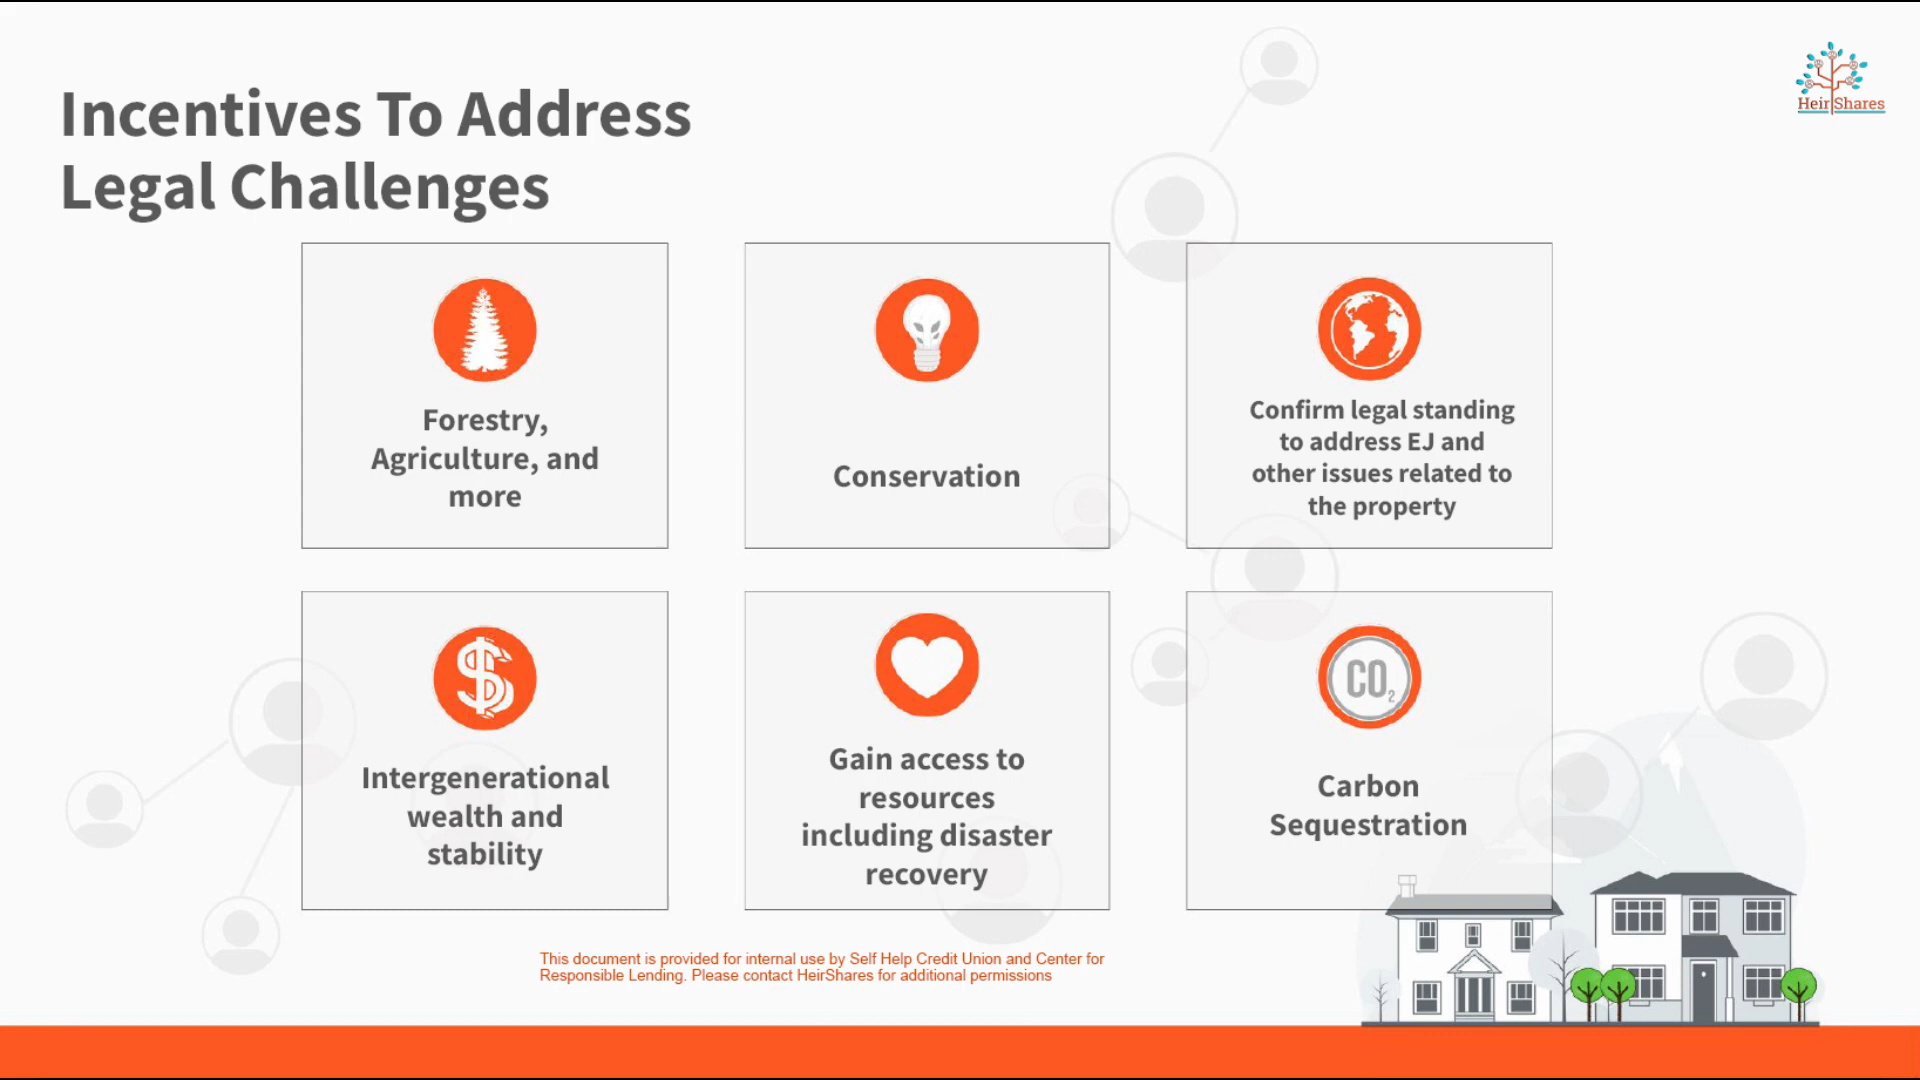 Incentives To Address
Legal Challenges
Heir Shares
Forestry,
Agriculture, and
more
Conservation
Confirm legal standing
to address EJ and
other issues related to
the property
Intergenerational
wealth and
stability
Gain access to
resources
including disaster
recovery
CO2
Carbon
Sequestration
This document is provided for internal use by Self Help Credit Union and Center for
Responsible Lending. Please contact HeirShares for additional permissions